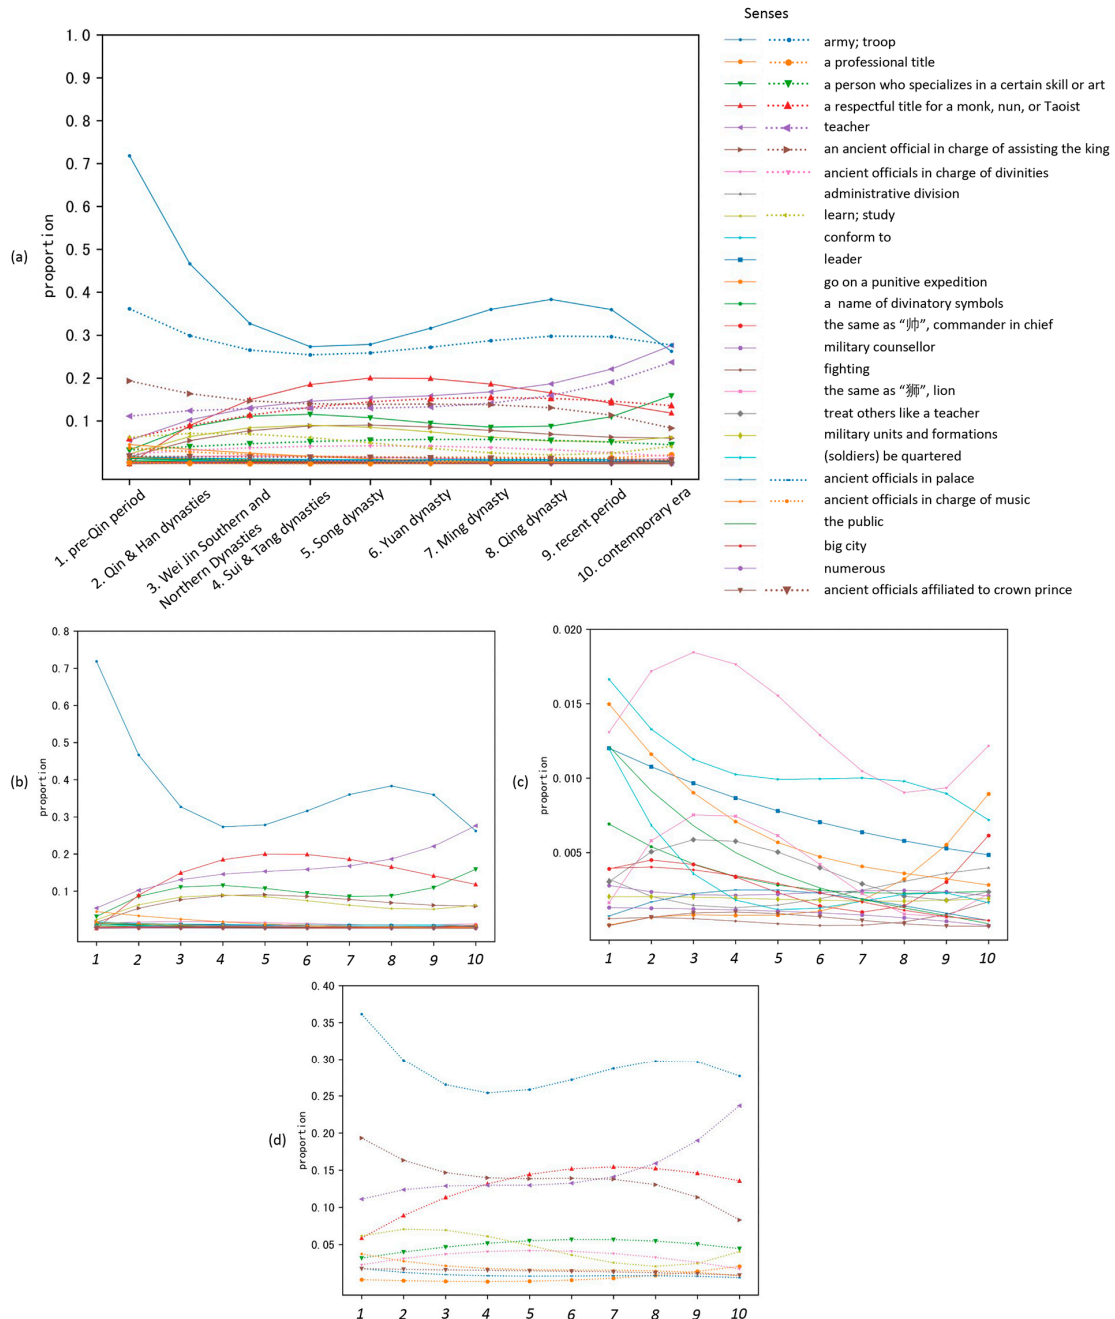 Senses
army; troop
a professional title
a person who specializes in a certain skill or art
a respectful title for a monk, nun, or Taoist
teacher
an ancient official in charge of assisting the king
ancient officials in charge of divinities
administrative division
learn; study
conform to
leader
go on a punitive expedition
a name of divinatory symbols
the same as “帅”, commander in chief
military counsellor
fighting
the same as “狮”, lion
treat others like a teacher
military units and formations
(soldiers) be quartered
ancient officials in palace
ancient officials in charge of music
the public
big city
numerous
ancient officials affiliated to crown prince
(a)
proportion
1.0
0.9
0.8
0.7
0.6
0.5
0.4
0.3
0.2
0.1
1. pre-Qin period
2. Qin & Han dynasties
3. Wei Jin Southern and
Northern Dynasties
4. Sui & Tang dynasties
5. Song dynasty
6. Yuan dynasty
7. Ming dynasty
8. Qing dynasty
9. recent period
10. contemporary era
(b)
proportion
0.8
0.7
0.6
0.5
0.4
0.3
0.2
0.1
1 2 3 4 5 6 7 8 9 10
(c)
proportion
0.020
0.015
0.010
0.005
1 2 3 4 5 6 7 8 9 10
(d)
proportion
0.40
0.35
0.30
0.25
0.20
0.15
0.10
0.05
1 2 3 4 5 6 7 8 9 10